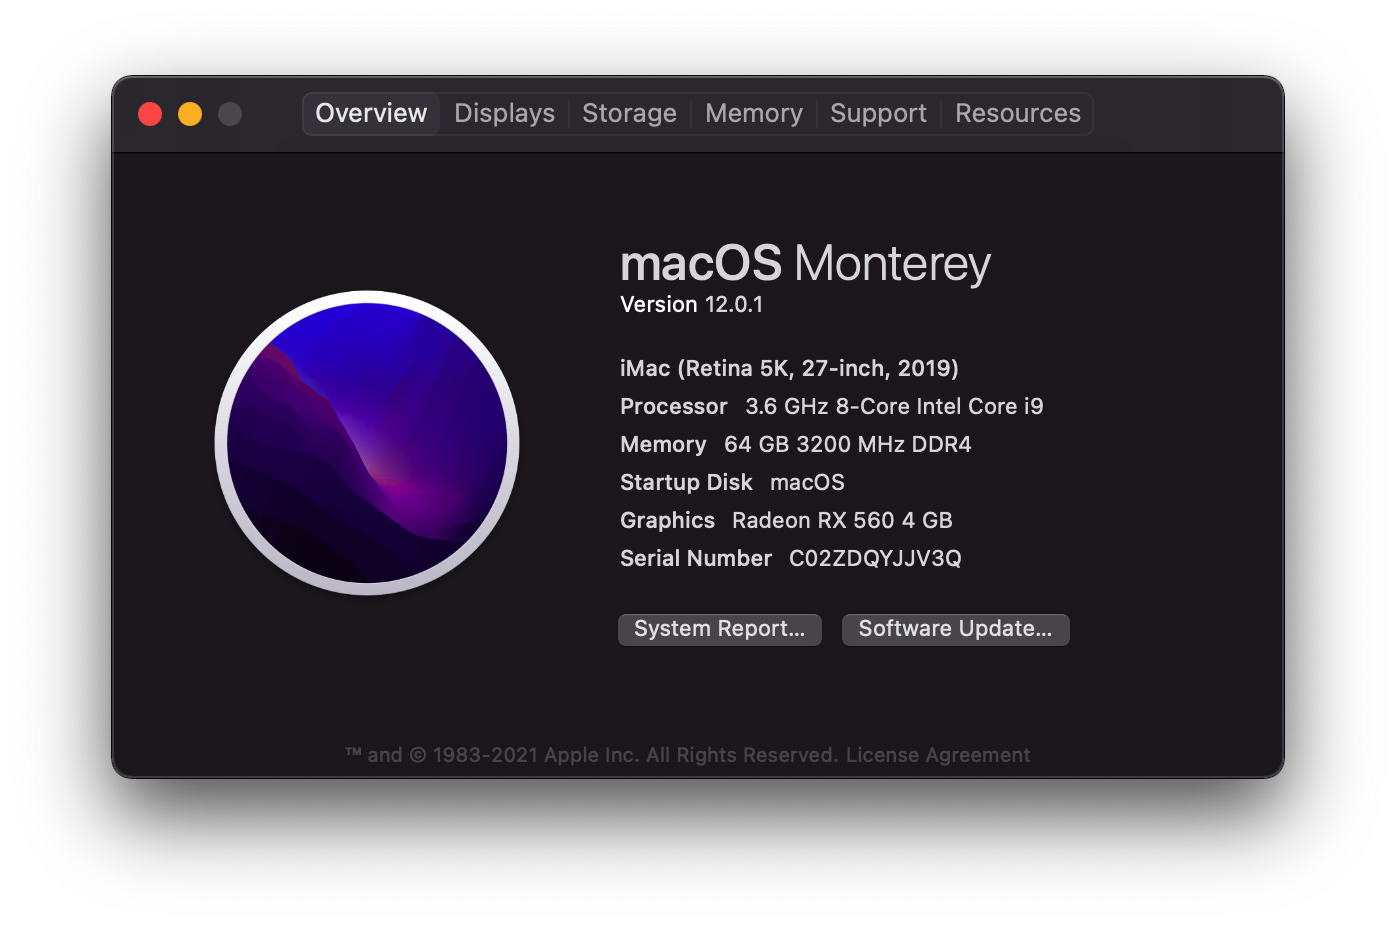 Overview Displays Storage Memory Support Resources
macOS Monterey
Version 12.0.1
iMac (Retina 5K, 27-inch, 2019)
Processor 3.6 GHz 8-Core Intel Core i9
Memory 64 GB 3200 MHz DDR4
Startup Disk macOS
Graphics Radeon RX 560 4 GB
Serial Number C02ZDQYJJV3Q
System Report... Software Update...
™ and © 1983-2021 Apple Inc. All Rights Reserved. License Agreement